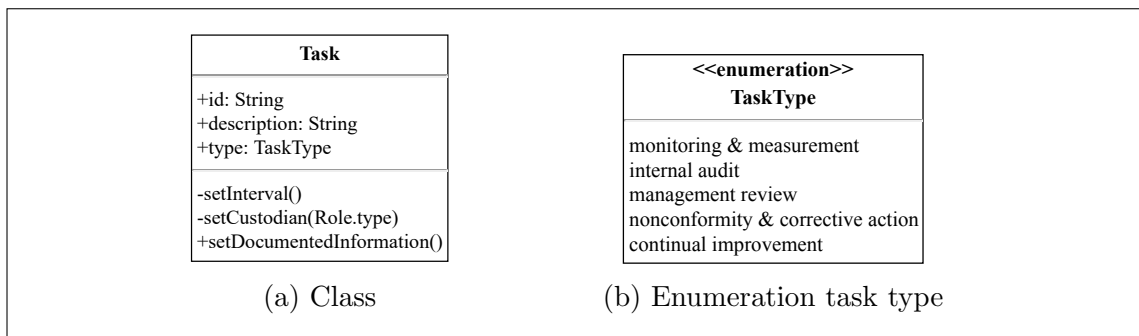 Task
+id: String
+description: String
+type: TaskType
-setInterval()
-setCustodian(Role.type)
+setDocumentedInformation()
(a) Class
<<enumeration>>
TaskType
monitoring & measurement
internal audit
management review
nonconformity & corrective action
continual improvement
(b) Enumeration task type